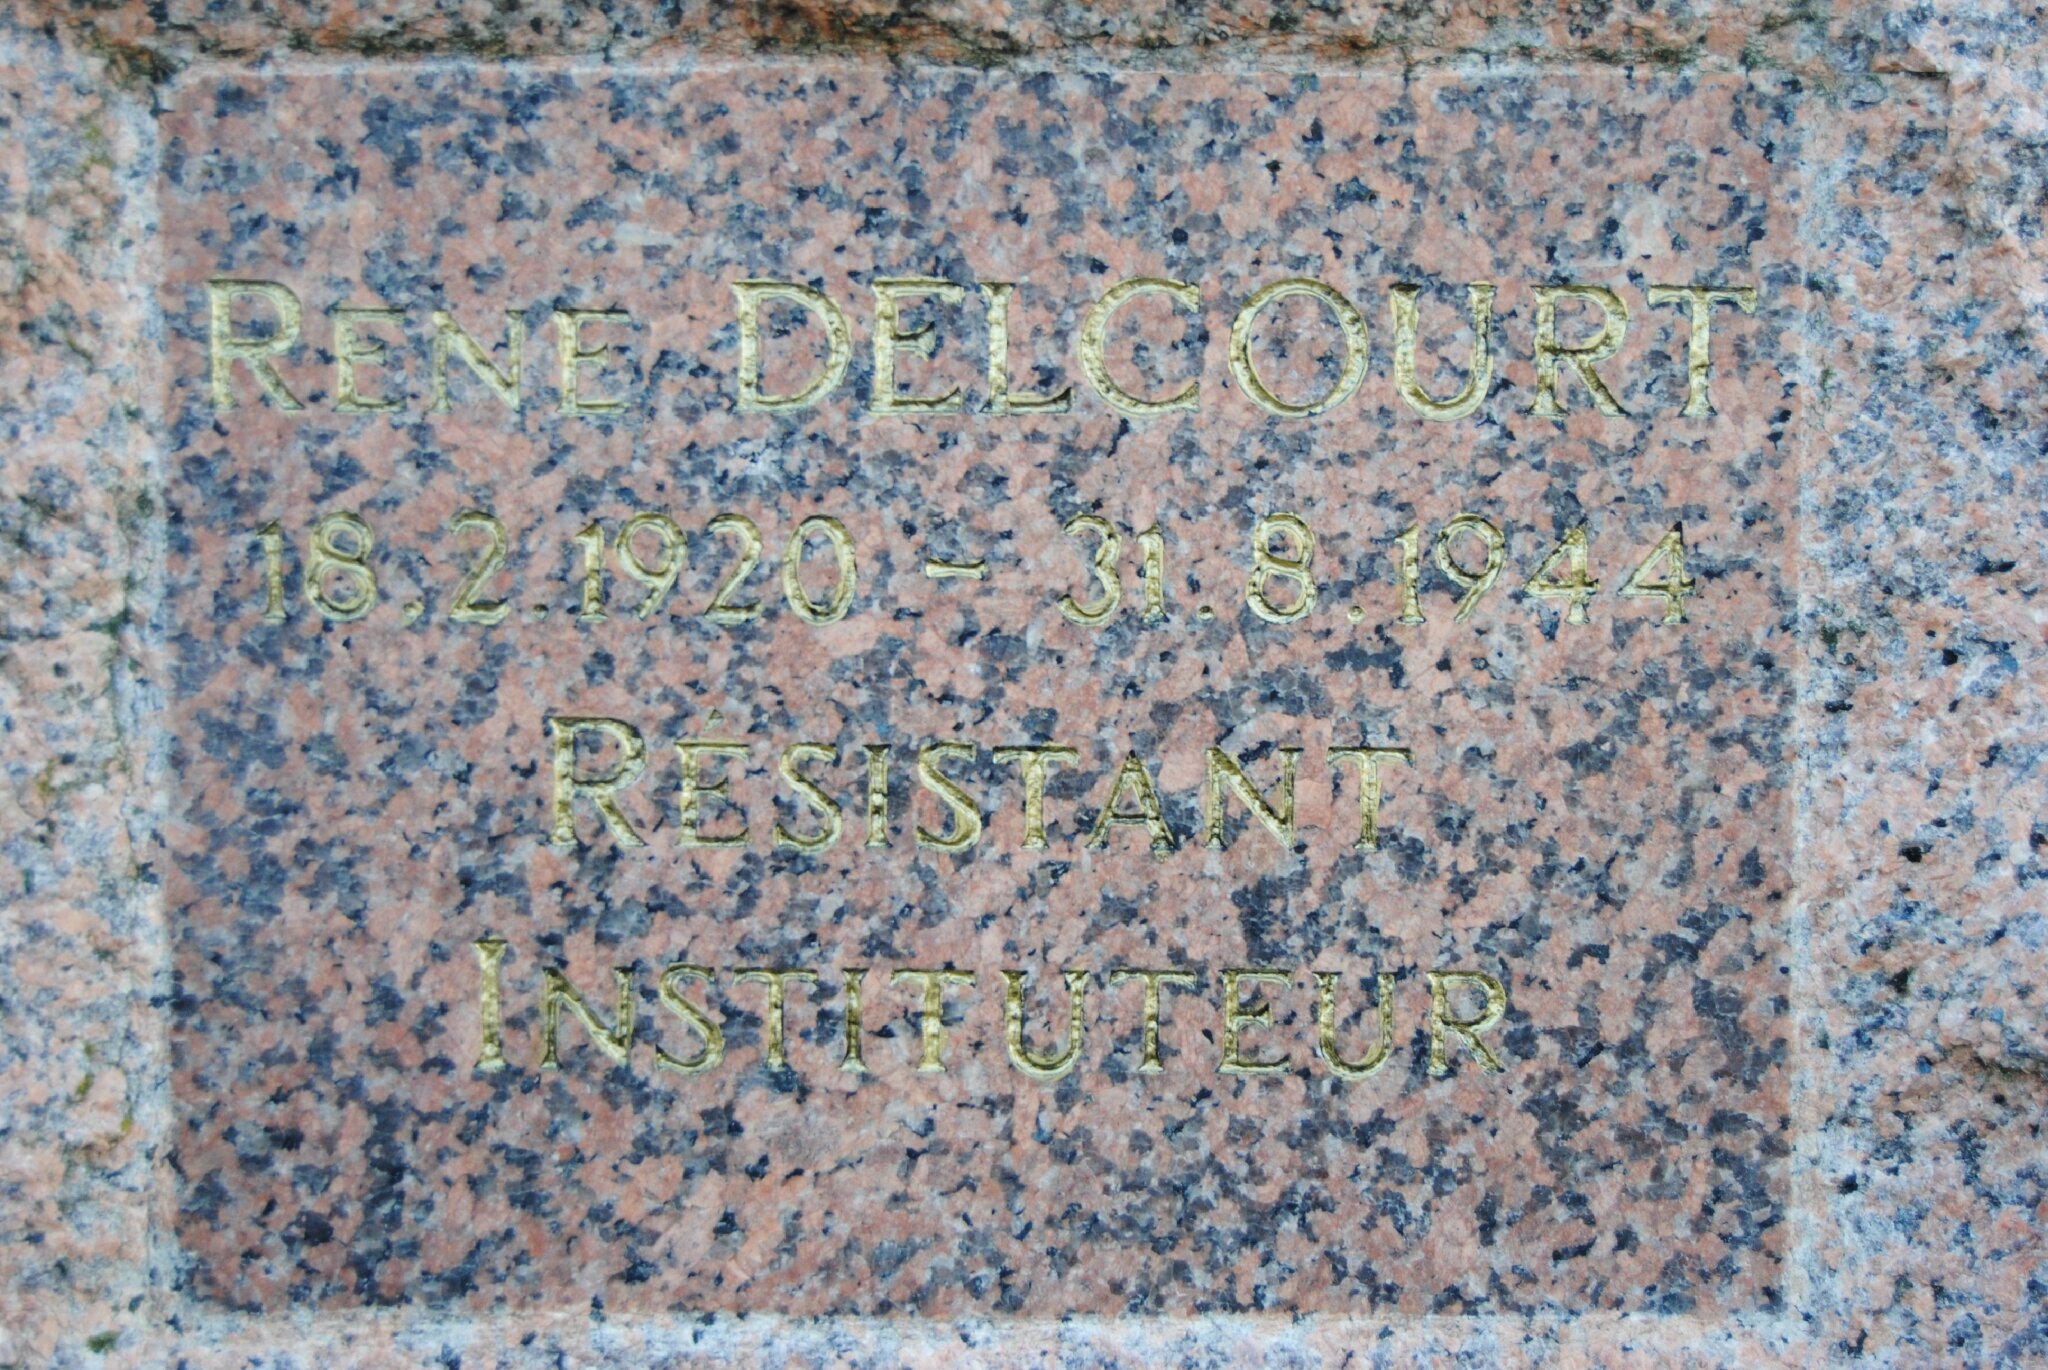 RENE DELCOURT
18.2.1920 - 31.8.1944
RÉSISTANT
INSTITUTEUR